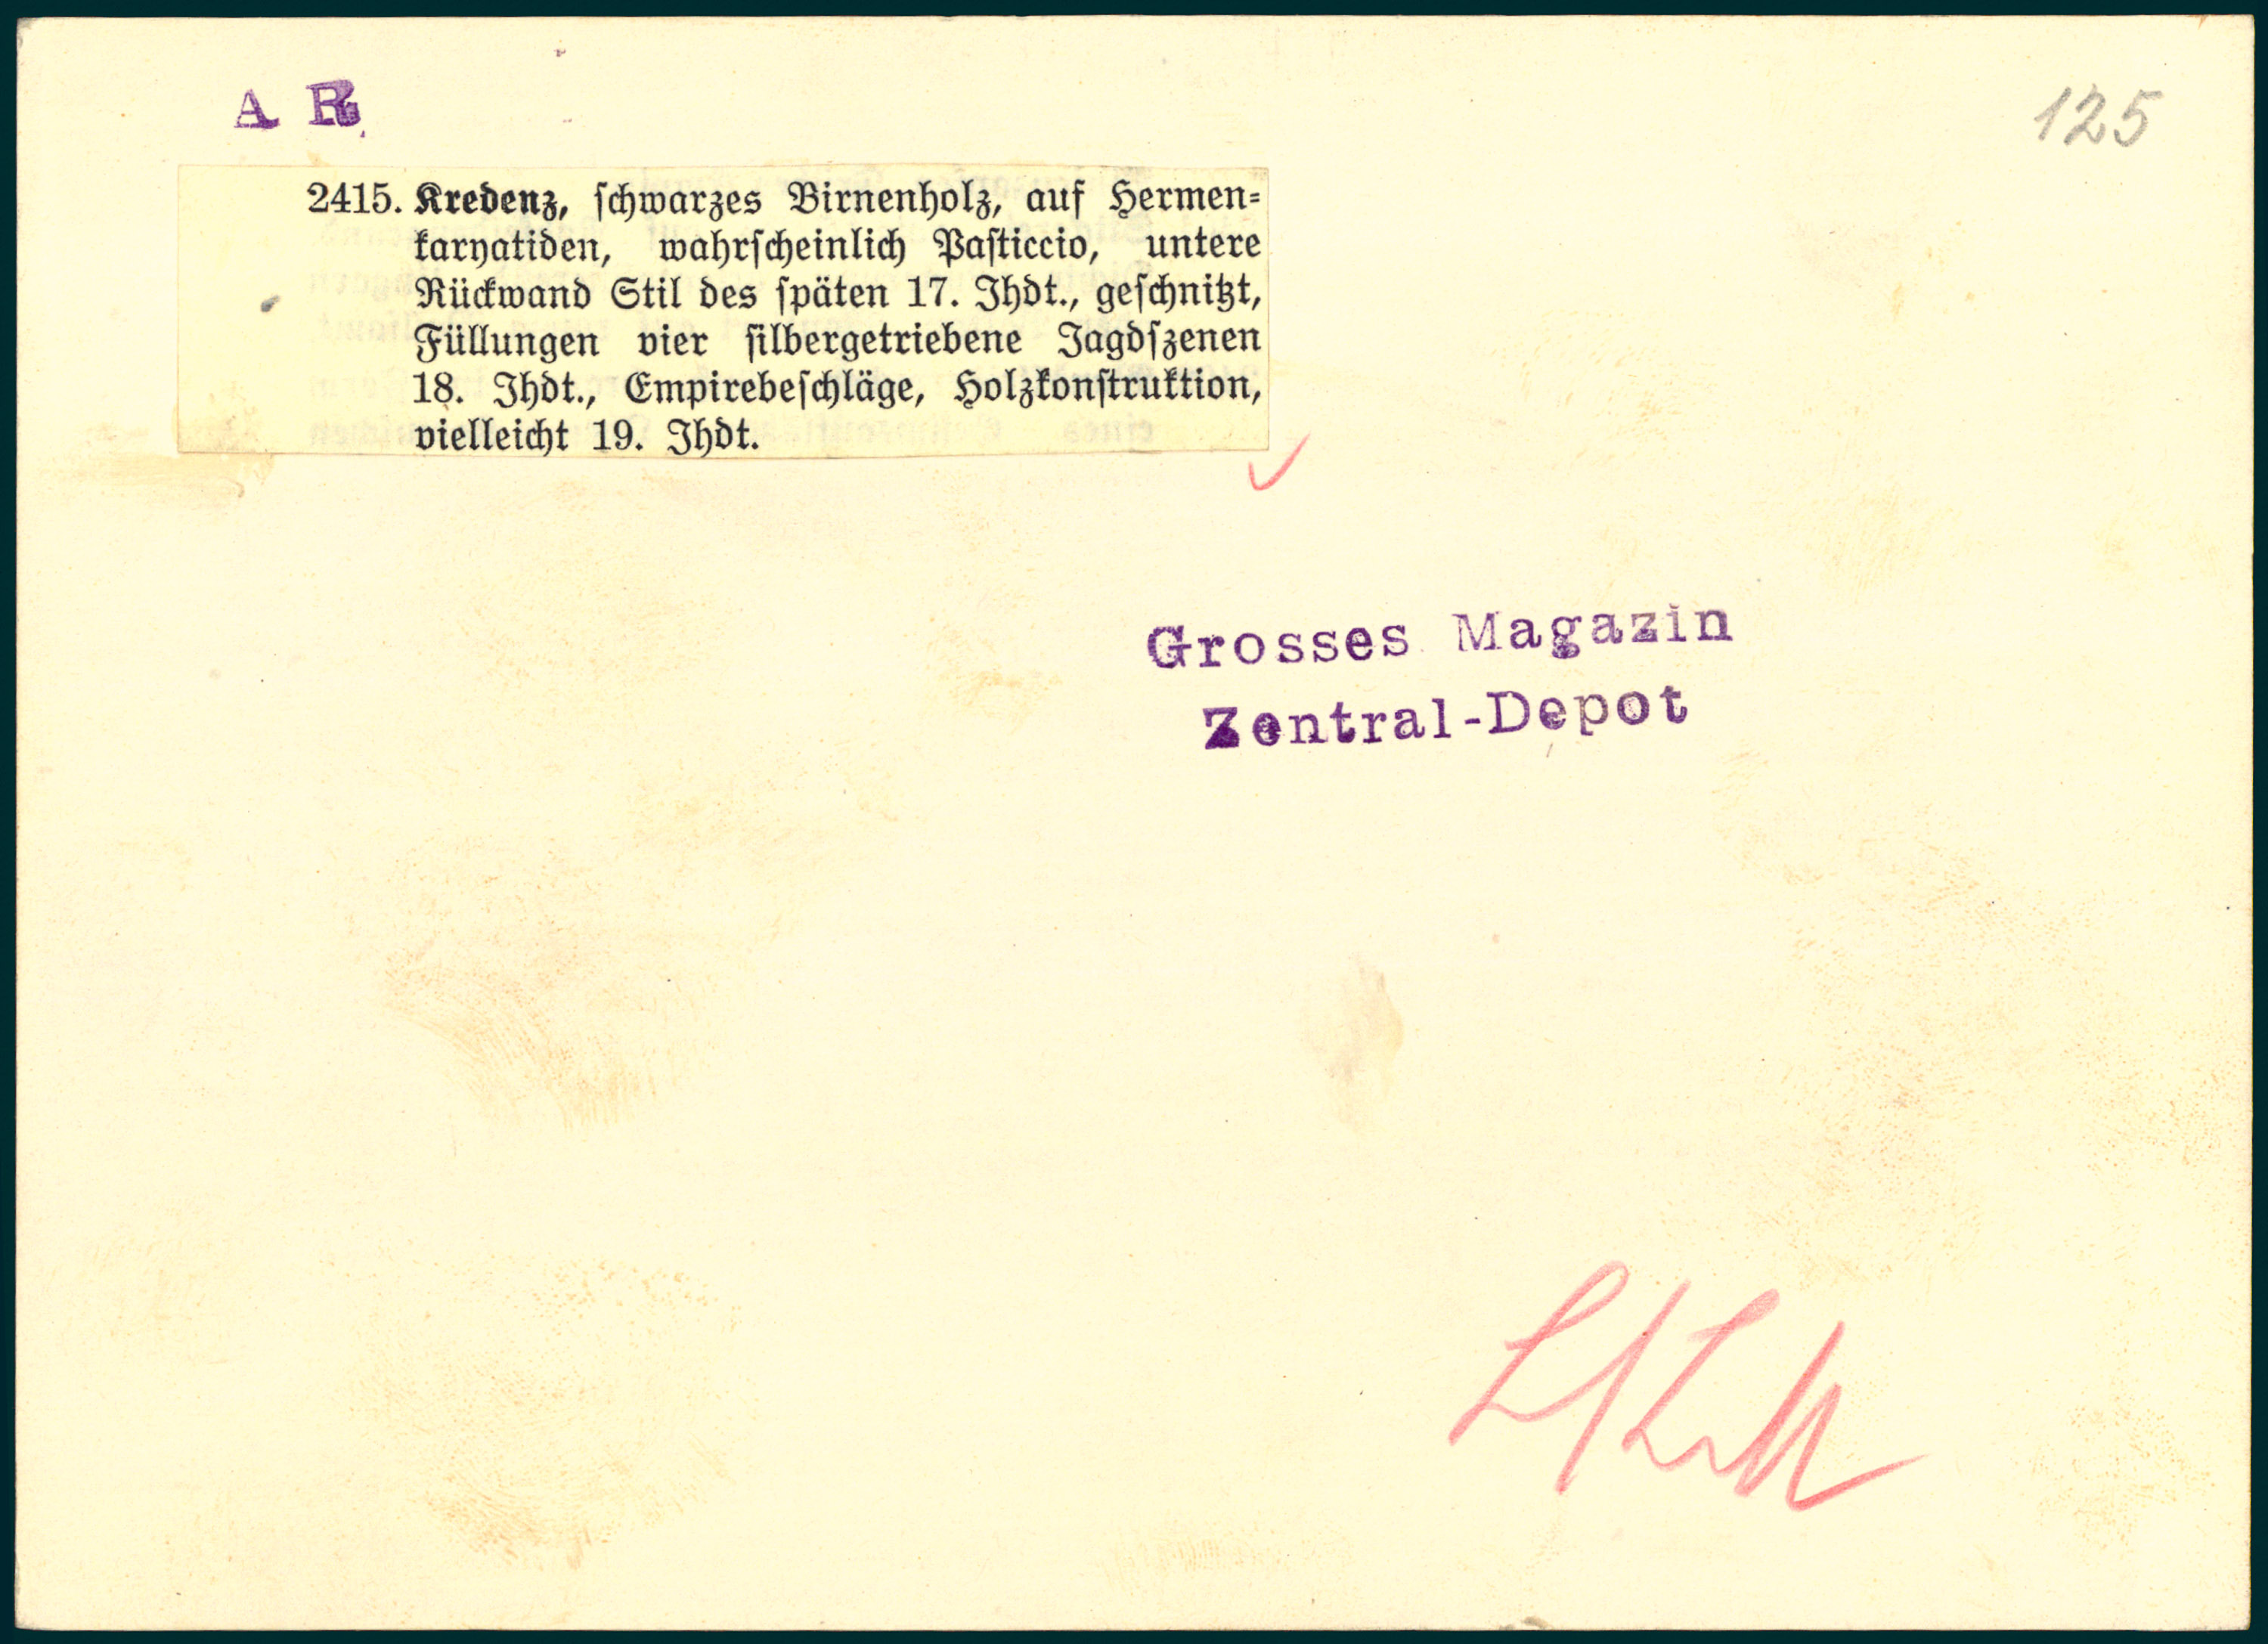 A R
125
2415. Kredenz, schwarzes Birnenholz, auf Hermen-
karyatiden, wahrscheinlich Pasticcio, untere
Rückwand Stil des späten 17. Jhdt., geschnitzt,
Füllungen vier silbergetriebene Jagdszenen
18. Jhdt., Empirebeschläge, Holzkonstruktion,
vielleicht 19. Jhdt.
Grosses Magazin
Zentral-Depot